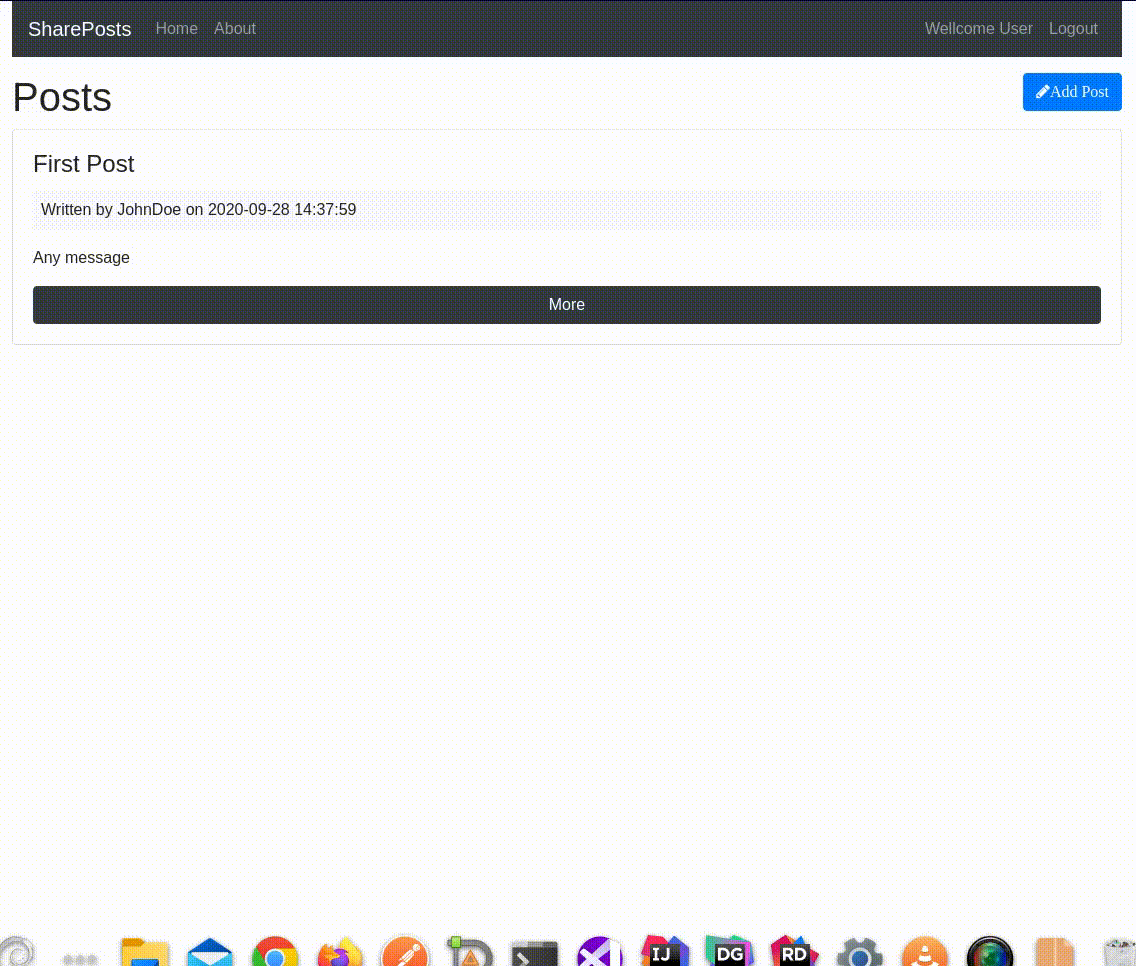 SharePosts Home About Wellcome User Logout
Posts
Add Post
First Post
Written by JohnDoe on 2020-09-28 14:37:59
Any message
More
IJ DG RD